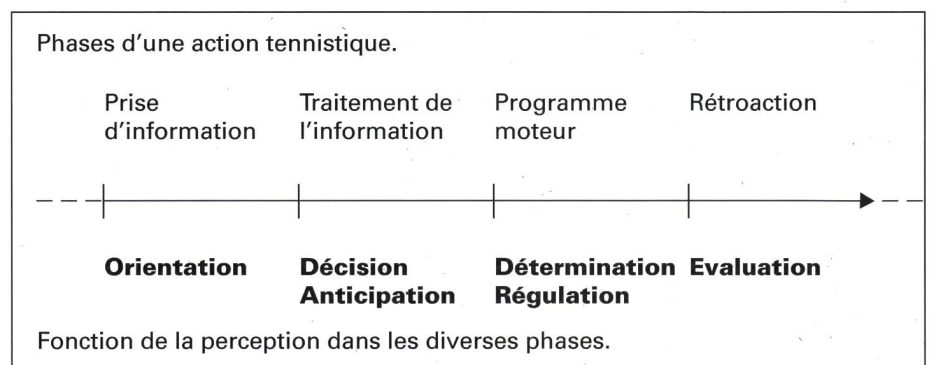 Phases d'une action tennistique.
Prise d'information
Traitement de l'information
Programme moteur
Rétroaction
Orientation
Décision Anticipation
Détermination Régulation
Evaluation
Fonction de la perception dans les diverses phases.